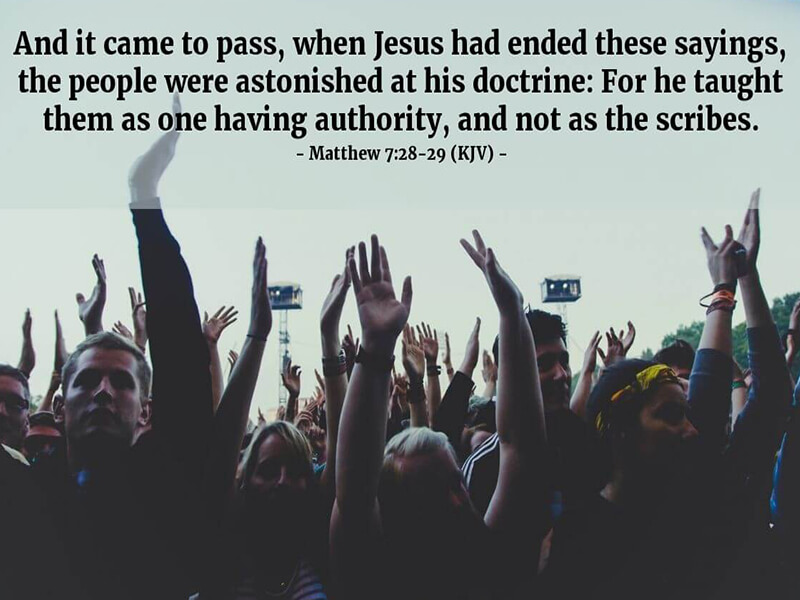 And it came to pass, when Jesus had ended these sayings,
the people were astonished at his doctrine: For he taught
them as one having authority, and not as the scribes.
- Matthew 7:28-29 (KJV) -